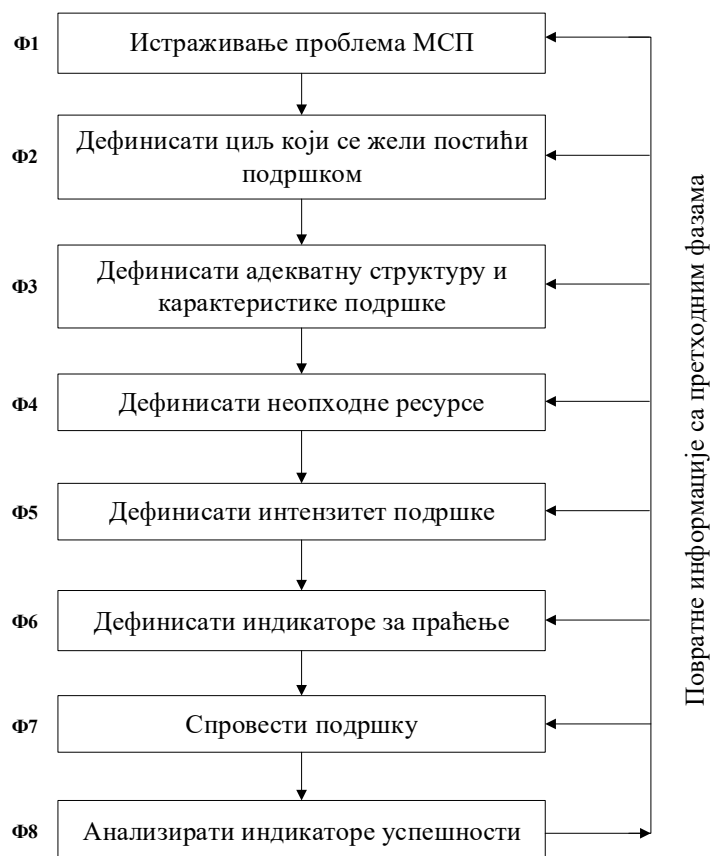 Ф1
Истраживање проблема МСП
Ф2
Дефинисати циљ који се жели постићи
подршком
Ф3
Дефинисати адекватну структуру и
карактеристике подршке
Ф4
Дефинисати неопходне ресурсе
Ф5
Дефинисати интензитет подршке
Ф6
Дефинисати индикаторе за праћење
Ф7
Спровести подршку
Ф8
Анализирати индикаторе успешности
Повратне информације са претходним фазама